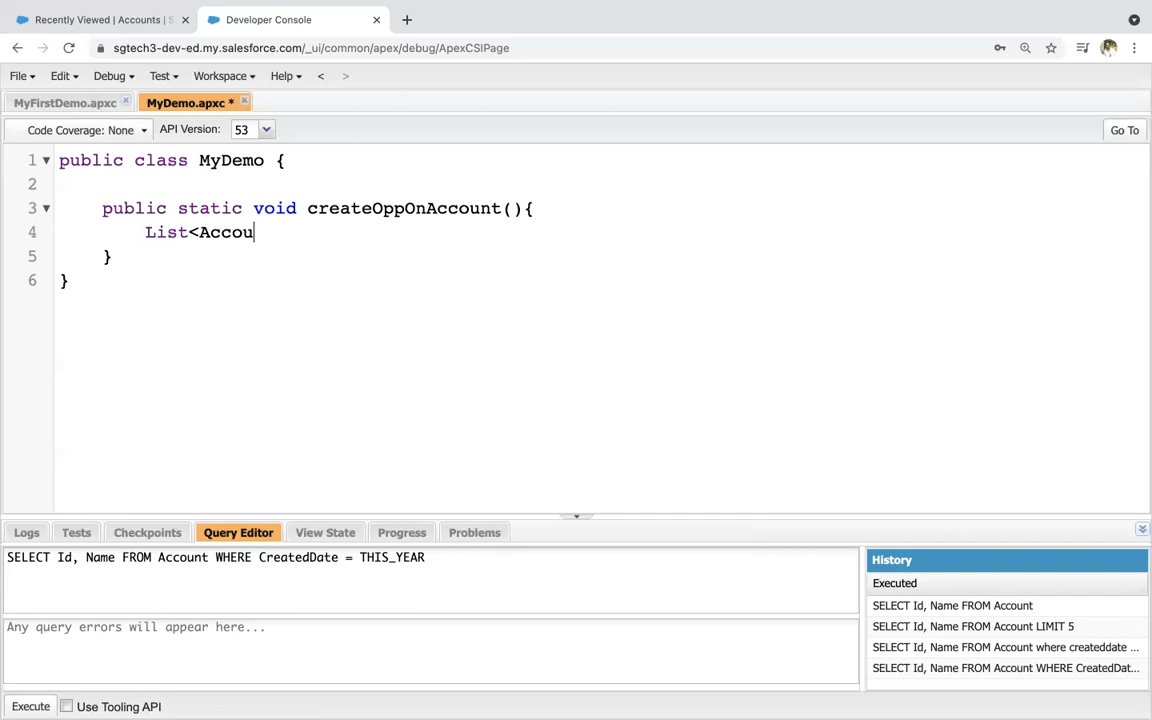 Recently Viewed | Accounts | S
Developer Console
sgtech3-dev-ed.my.salesforce.com/_ui/common/apex/debug/ApexCSIPage
File Edit Debug Test Workspace Help < >
MyFirstDemo.apxc MyDemo.apxc *
Code Coverage: None API Version: 53 Go To
1 public class MyDemo {
2
3 public static void createOppOnAccount(){
4 List<Accou
5 }
6 }
Logs Tests Checkpoints Query Editor View State Progress Problems
SELECT Id, Name FROM Account WHERE CreatedDate = THIS_YEAR
Any query errors will appear here...
History
Executed
SELECT Id, Name FROM Account
SELECT Id, Name FROM Account LIMIT 5
SELECT Id, Name FROM Account where createddate ...
SELECT Id, Name FROM Account WHERE CreatedDat...
Execute Use Tooling API